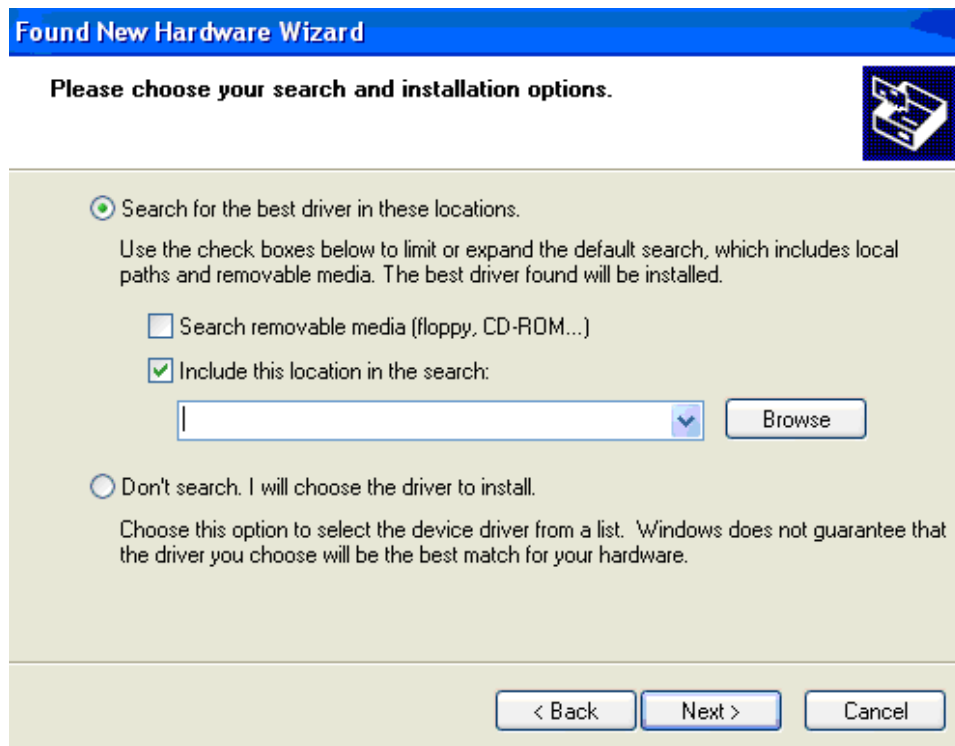 Found New Hardware Wizard
Please choose your search and installation options.
Search for the best driver in these locations.
Use the check boxes below to limit or expand the default search, which includes local
paths and removable media. The best driver found will be installed.
Search removable media (floppy, CD-ROM...)
Include this location in the search:
Browse
Don't search. I will choose the driver to install.
Choose this option to select the device driver from a list.  Windows does not guarantee that
the driver you choose will be the best match for your hardware.
< Back
Next >
Cancel